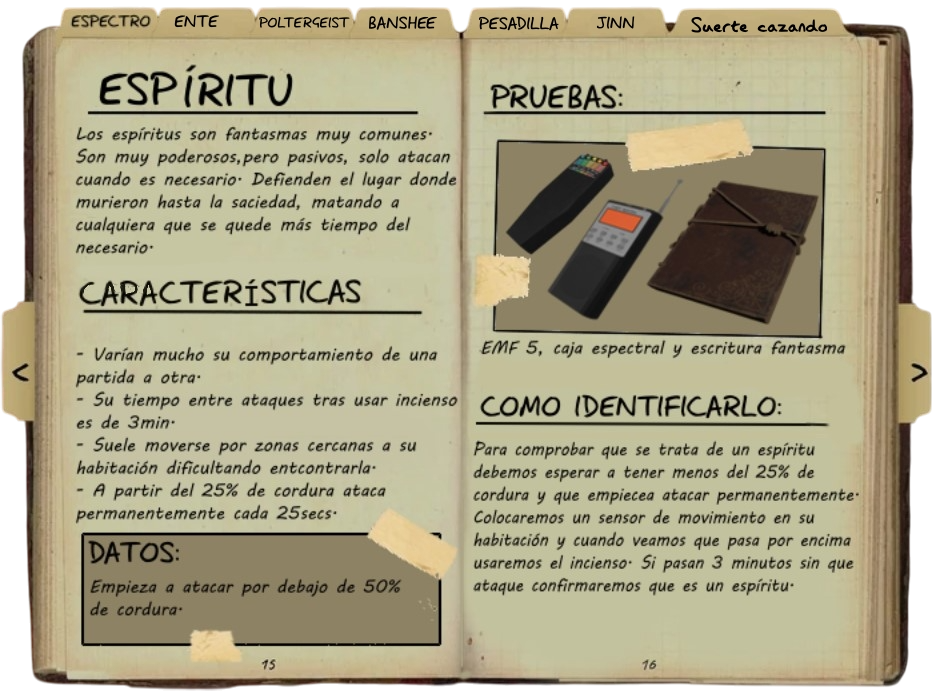 ESPECTRO
ENTE
POLTERGEIST
BANSHEE
PESADILLA
JINN
Suerte cazando
ESPÍRITU
Los espíritus son fantasmas muy comunes.
Son muy poderosos,pero pasivos, solo atacan
cuando es necesario. Defienden el lugar donde
murieron hasta la saciedad, matando a
cualquiera que se quede más tiempo del
necesario.
CARACTERÍSTICAS
- Varían mucho su comportamiento de una
partida a otra.
- Su tiempo entre ataques tras usar incienso
es de 3min.
- Suele moverse por zonas cercanas a su
habitación dificultando entcontrarla.
- A partir del 25% de cordura ataca
permanentemente cada 25secs.
DATOS:
Empieza a atacar por debajo de 50%
de cordura.
15
PRUEBAS:
EMF 5, caja espectral y escritura fantasma
COMO IDENTIFICARLO:
Para comprobar que se trata de un espíritu
debemos esperar a tener menos del 25% de
cordura y que empiecea atacar permanentemente.
Colocaremos un sensor de movimiento en su
habitación y cuando veamos que pasa por encima
usaremos el incienso. Si pasan 3 minutos sin que
ataque confirmaremos que es un espíritu.
16
<
>